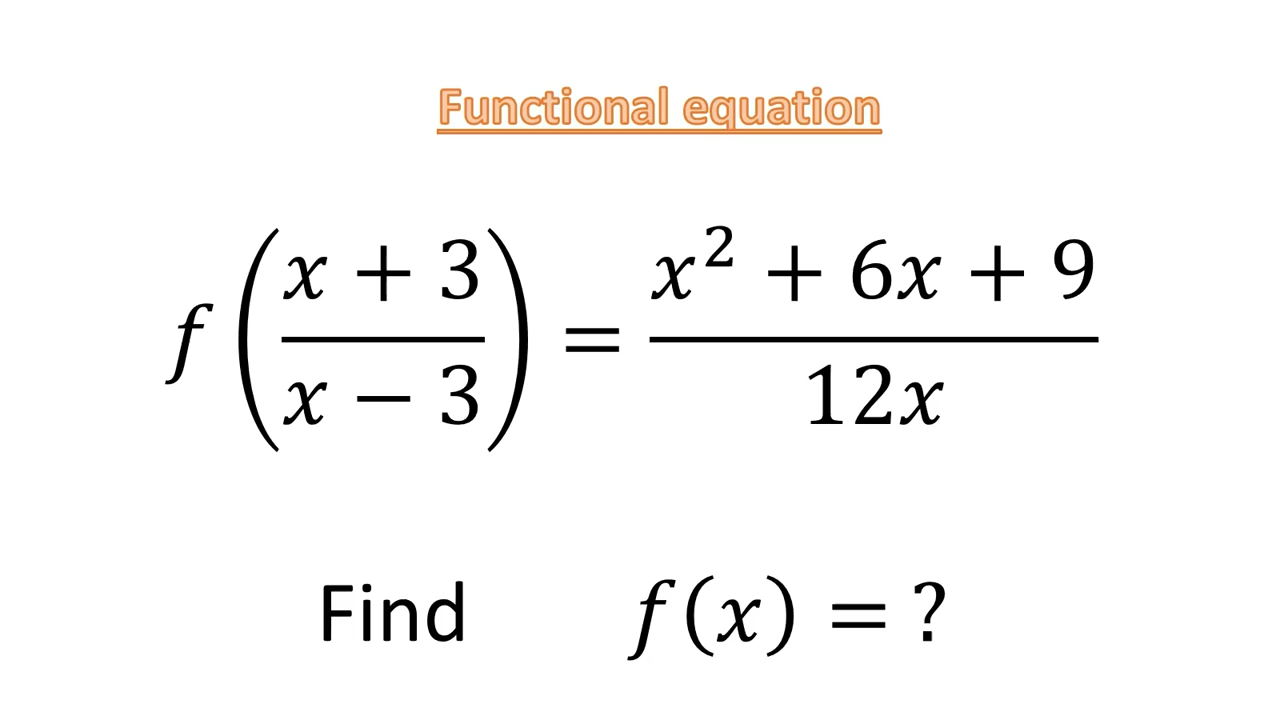 Functional equation
f((x + 3)/(x − 3)) = (x² + 6x + 9)/(12x)
Find f(x) = ?